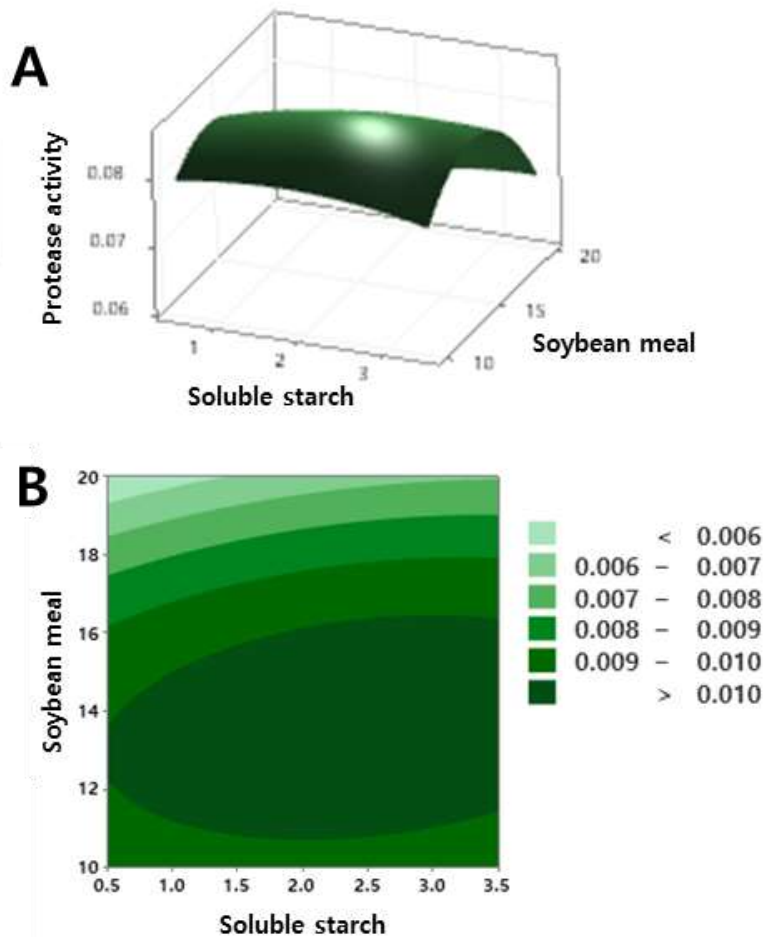 A
Protease activity
0.08
0.07
0.06
1
2
3
Soluble starch
10
15
20
Soybean meal
B
Soybean meal
20
18
16
14
12
10
0.5 1.0 1.5 2.0 2.5 3.0 3.5
Soluble starch
< 0.006
0.006 – 0.007
0.007 – 0.008
0.008 – 0.009
0.009 – 0.010
> 0.010